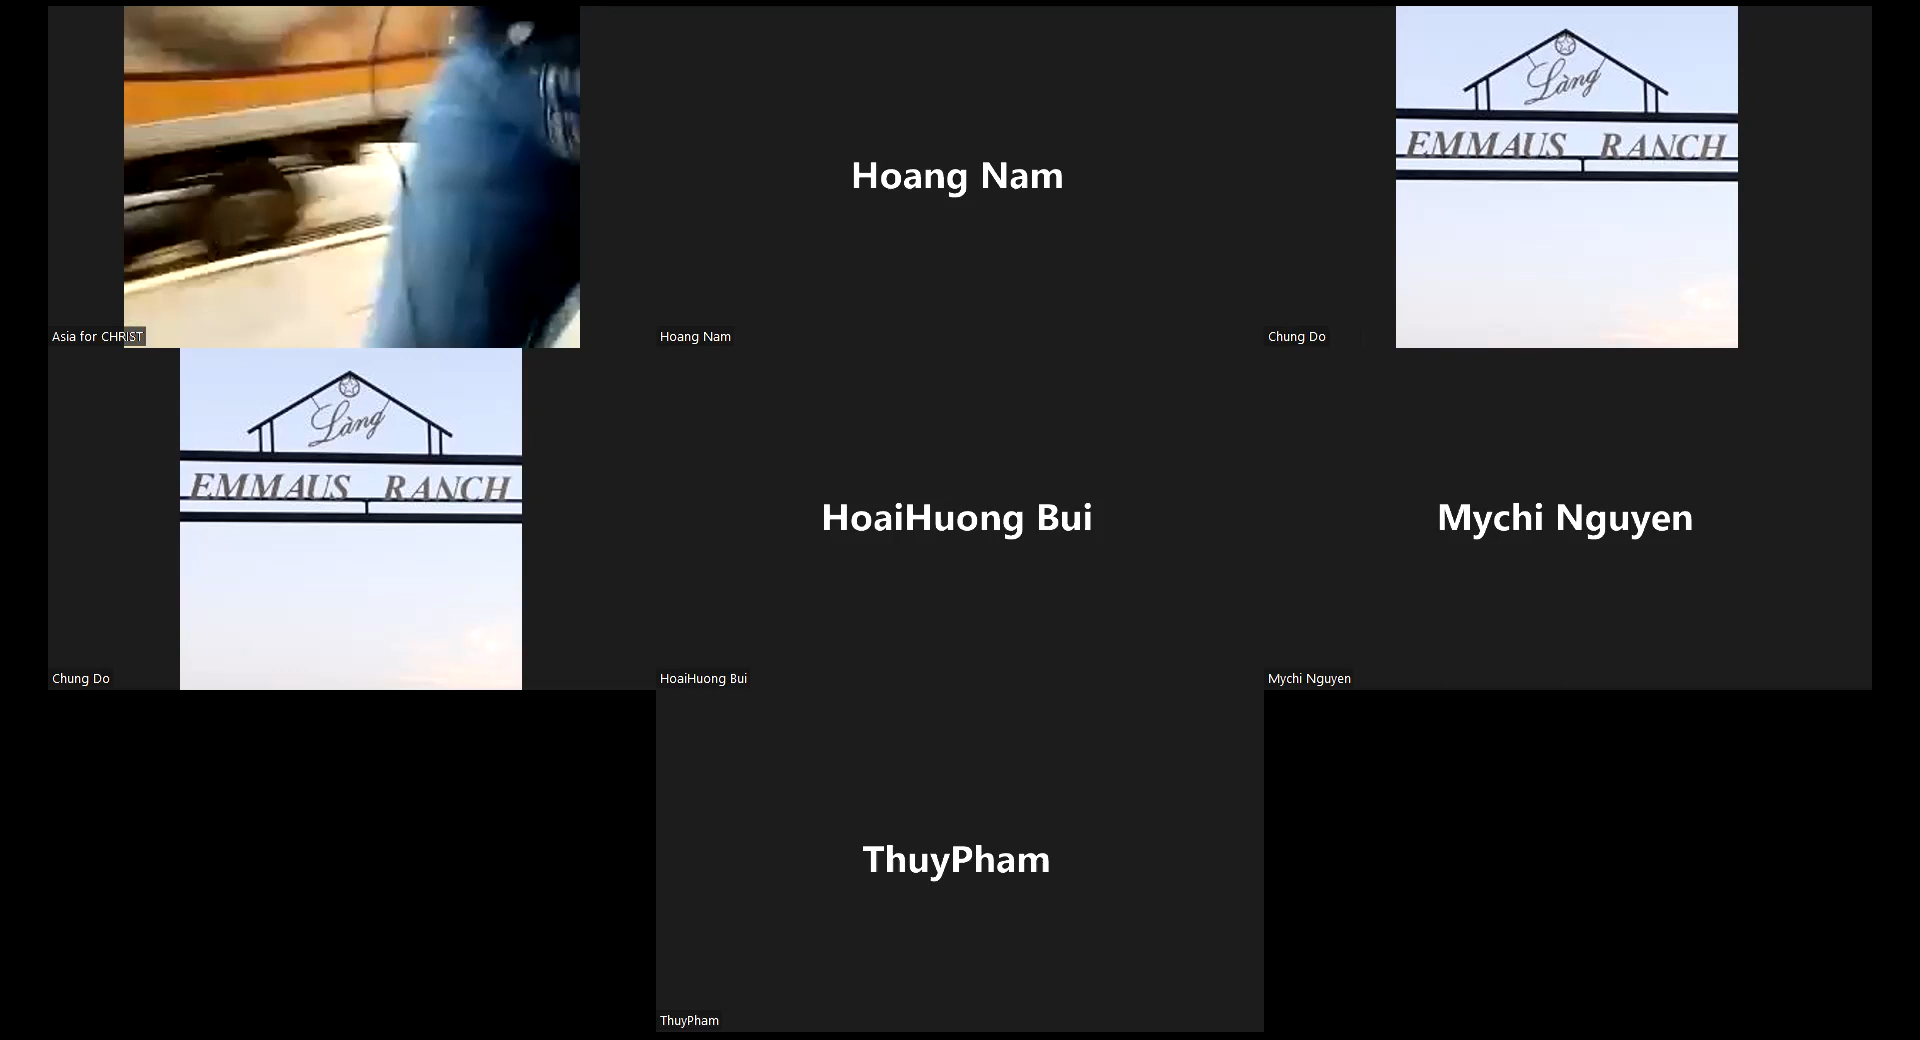 Asia for CHRIST
Hoang Nam
Hoang Nam
Làng
EMMAUS RANCH
Chung Do
Làng
EMMAUS RANCH
Chung Do
HoaiHuong Bui
HoaiHuong Bui
Mychi Nguyen
Mychi Nguyen
ThuyPham
ThuyPham